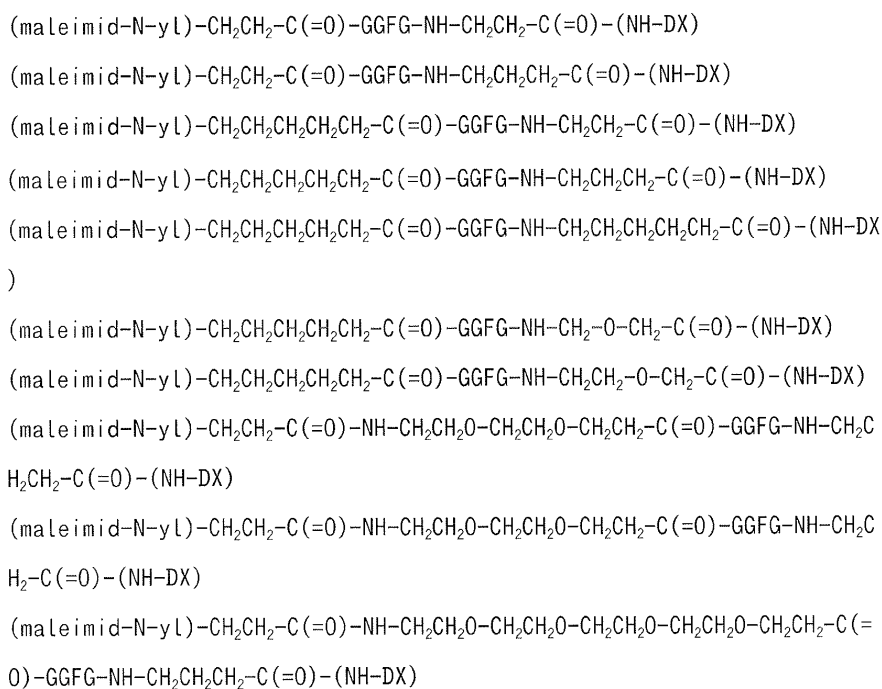 (maleimid-N-yl)-CH₂CH₂-C(=O)-GGFG-NH-CH₂CH₂-C(=O)-(NH-DX)
(maleimid-N-yl)-CH₂CH₂-C(=O)-GGFG-NH-CH₂CH₂CH₂-C(=O)-(NH-DX)
(maleimid-N-yl)-CH₂CH₂CH₂CH₂CH₂-C(=O)-GGFG-NH-CH₂CH₂-C(=O)-(NH-DX)
(maleimid-N-yl)-CH₂CH₂CH₂CH₂CH₂-C(=O)-GGFG-NH-CH₂CH₂CH₂-C(=O)-(NH-DX)
(maleimid-N-yl)-CH₂CH₂CH₂CH₂CH₂-C(=O)-GGFG-NH-CH₂CH₂CH₂CH₂CH₂-C(=O)-(NH-DX
)
(maleimid-N-yl)-CH₂CH₂CH₂CH₂CH₂-C(=O)-GGFG-NH-CH₂-O-CH₂-C(=O)-(NH-DX)
(maleimid-N-yl)-CH₂CH₂CH₂CH₂CH₂-C(=O)-GGFG-NH-CH₂CH₂-O-CH₂-C(=O)-(NH-DX)
(maleimid-N-yl)-CH₂CH₂-C(=O)-NH-CH₂CH₂O-CH₂CH₂O-CH₂CH₂-C(=O)-GGFG-NH-CH₂C
H₂CH₂-C(=O)-(NH-DX)
(maleimid-N-yl)-CH₂CH₂-C(=O)-NH-CH₂CH₂O-CH₂CH₂O-CH₂CH₂-C(=O)-GGFG-NH-CH₂C
H₂-C(=O)-(NH-DX)
(maleimid-N-yl)-CH₂CH₂-C(=O)-NH-CH₂CH₂O-CH₂CH₂O-CH₂CH₂O-CH₂CH₂O-CH₂CH₂-C(=
O)-GGFG-NH-CH₂CH₂CH₂-C(=O)-(NH-DX)